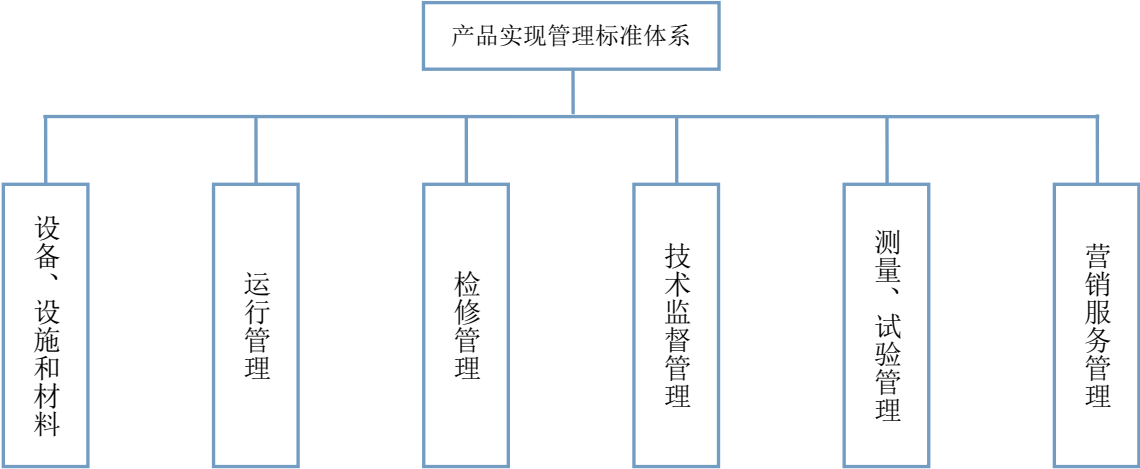 产品实现管理标准体系
设备、设施和材料
运行管理
检修管理
技术监督管理
测量、试验管理
营销服务管理